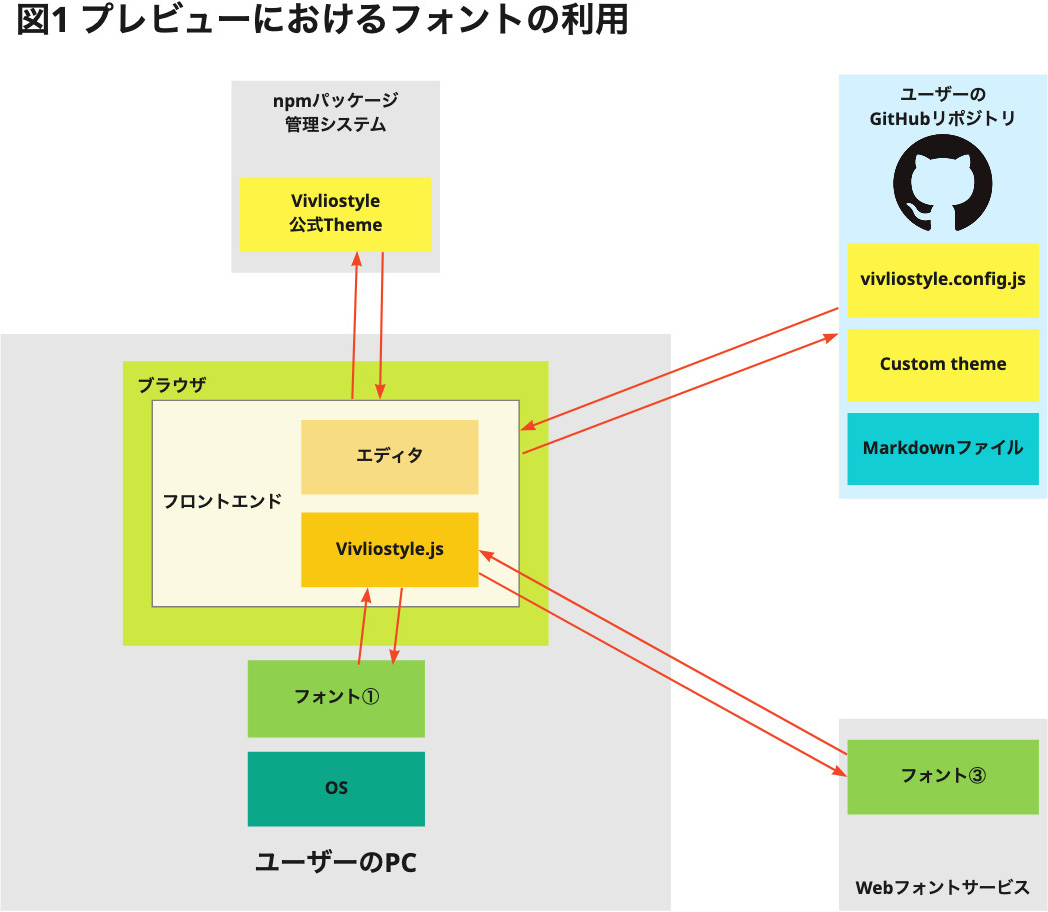 図1 プレビューにおけるフォントの利用
npmパッケージ
管理システム
Vivliostyle
公式Theme
ユーザーの
GitHubリポジトリ
vivliostyle.config.js
Custom theme
Markdownファイル
ブラウザ
エディタ
フロントエンド
Vivliostyle.js
フォント①
OS
ユーザーのPC
フォント③
Webフォントサービス